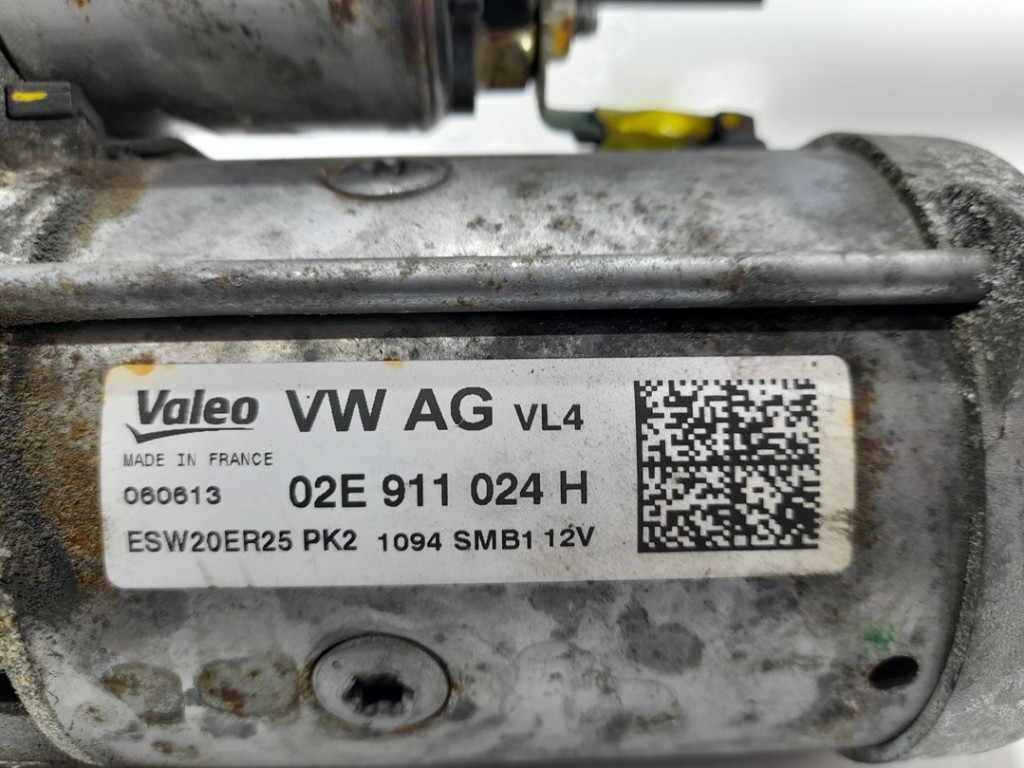 Valeo VW AG VL4
MADE IN FRANCE
060613 02E 911 024 H
ESW20ER25 PK2 1094 SMB1 12V